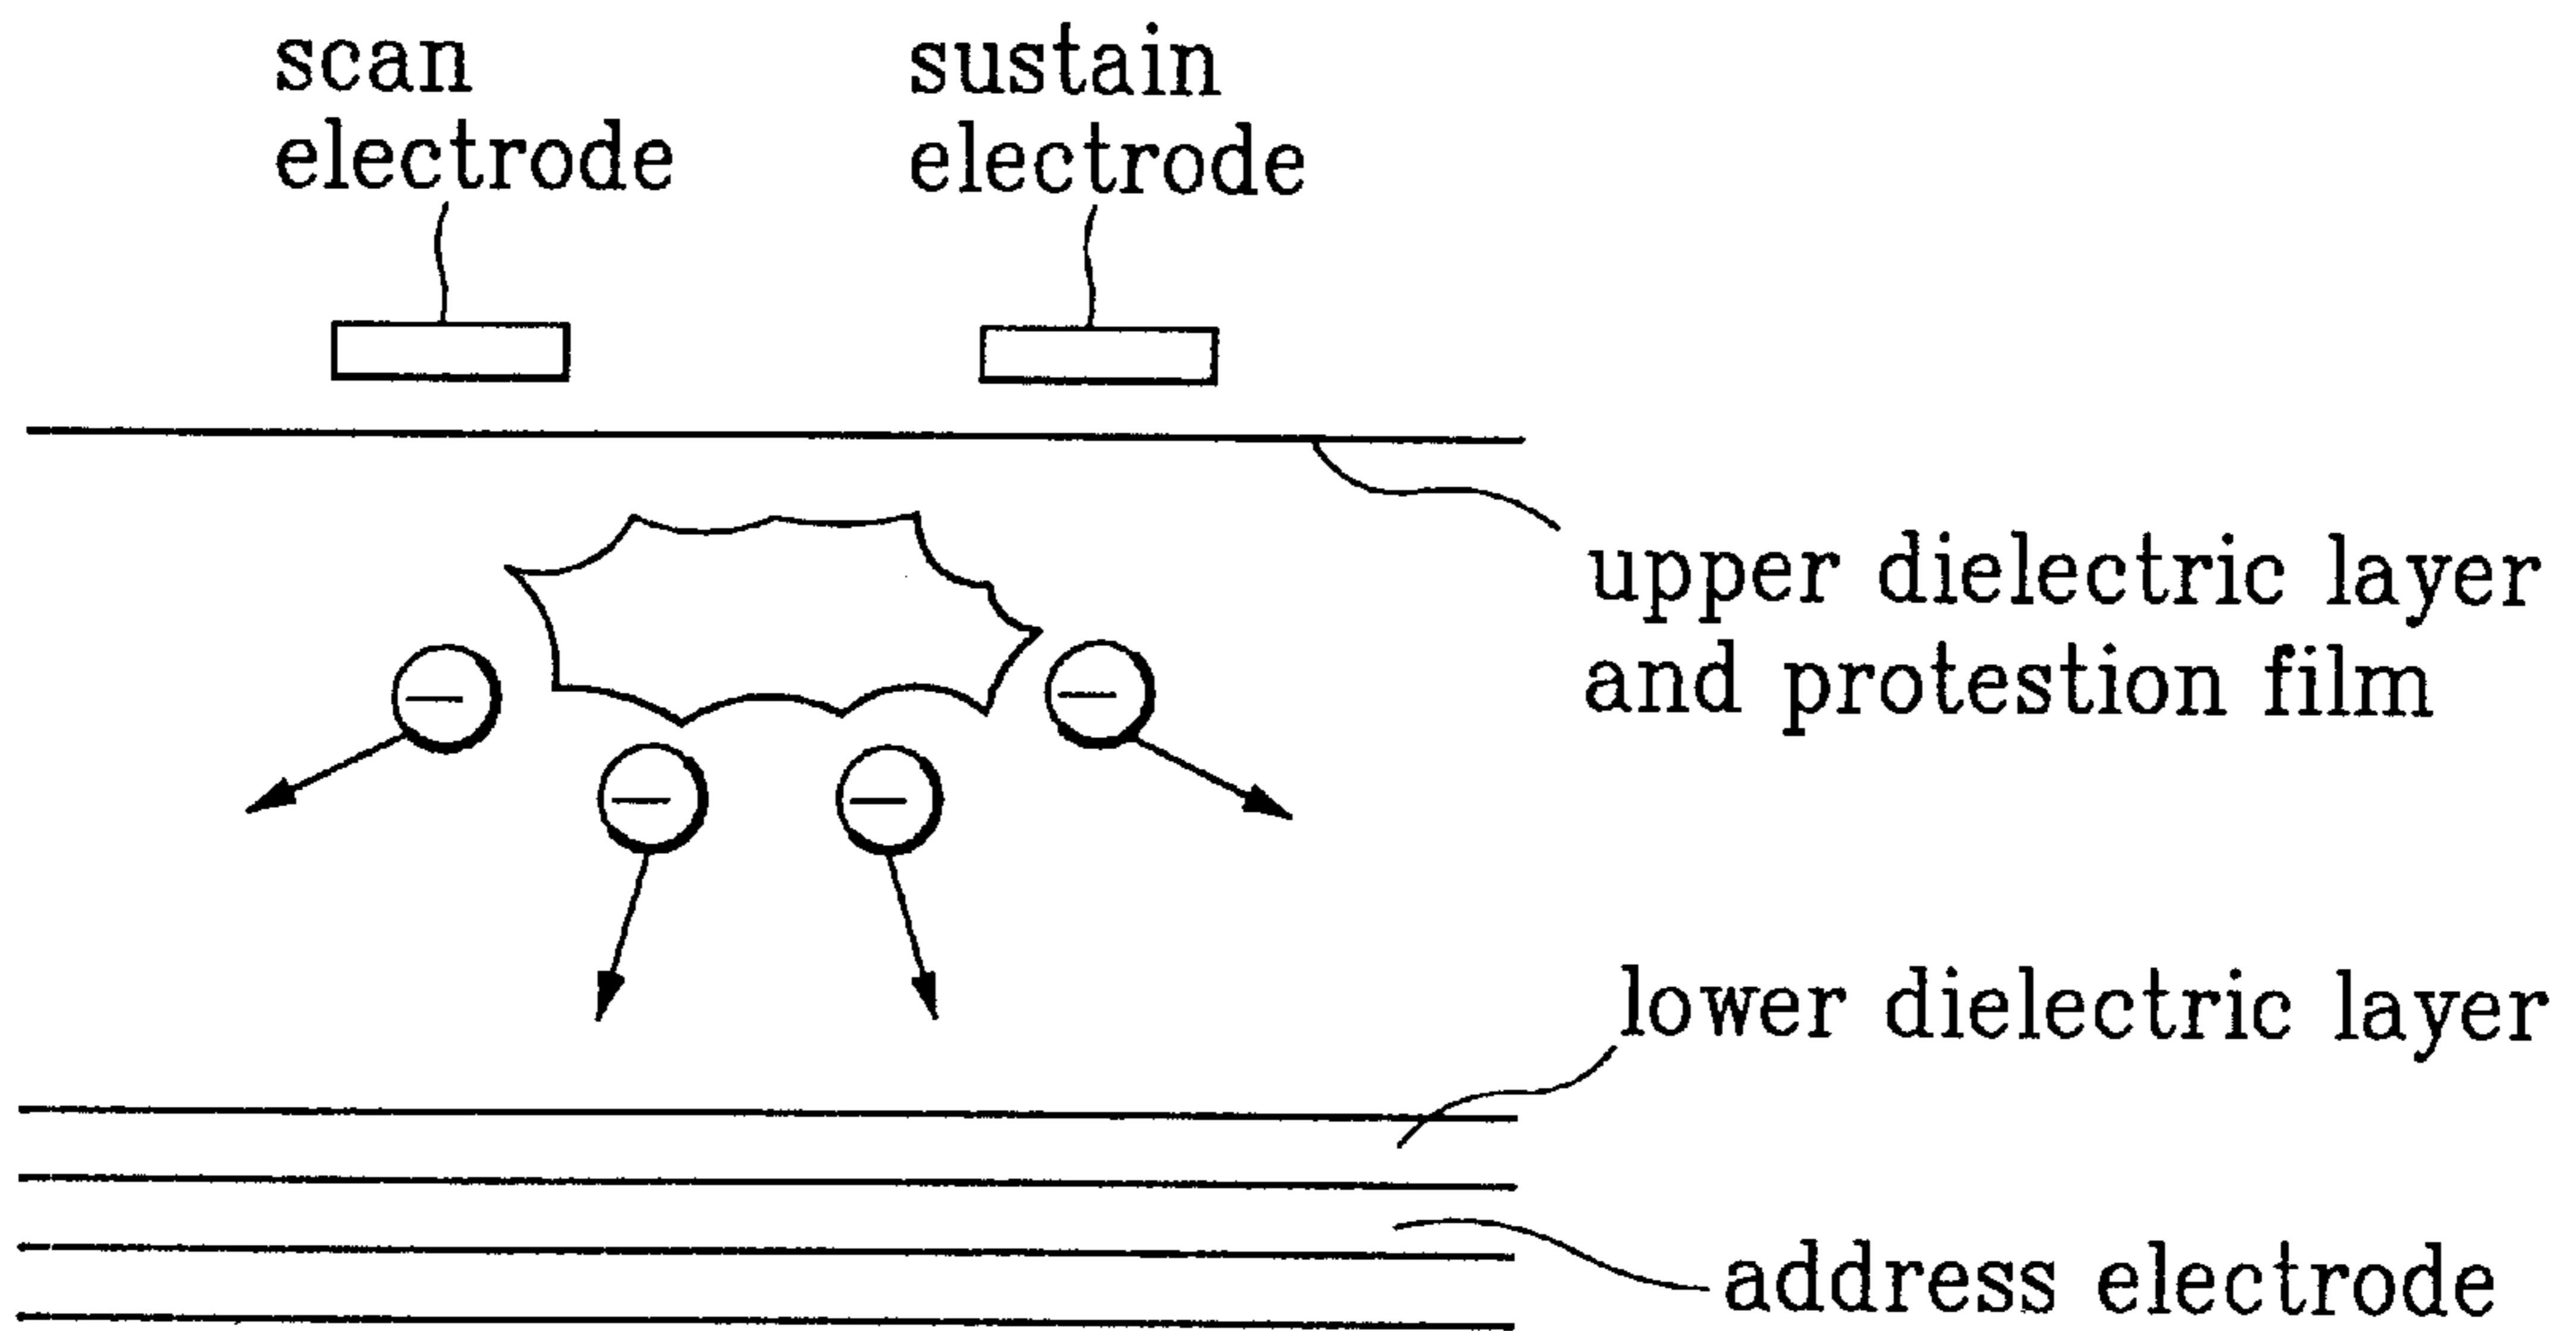 scan
electrode
sustain
electrode
upper dielectric layer
and protestion film
lower dielectric layer
address electrode